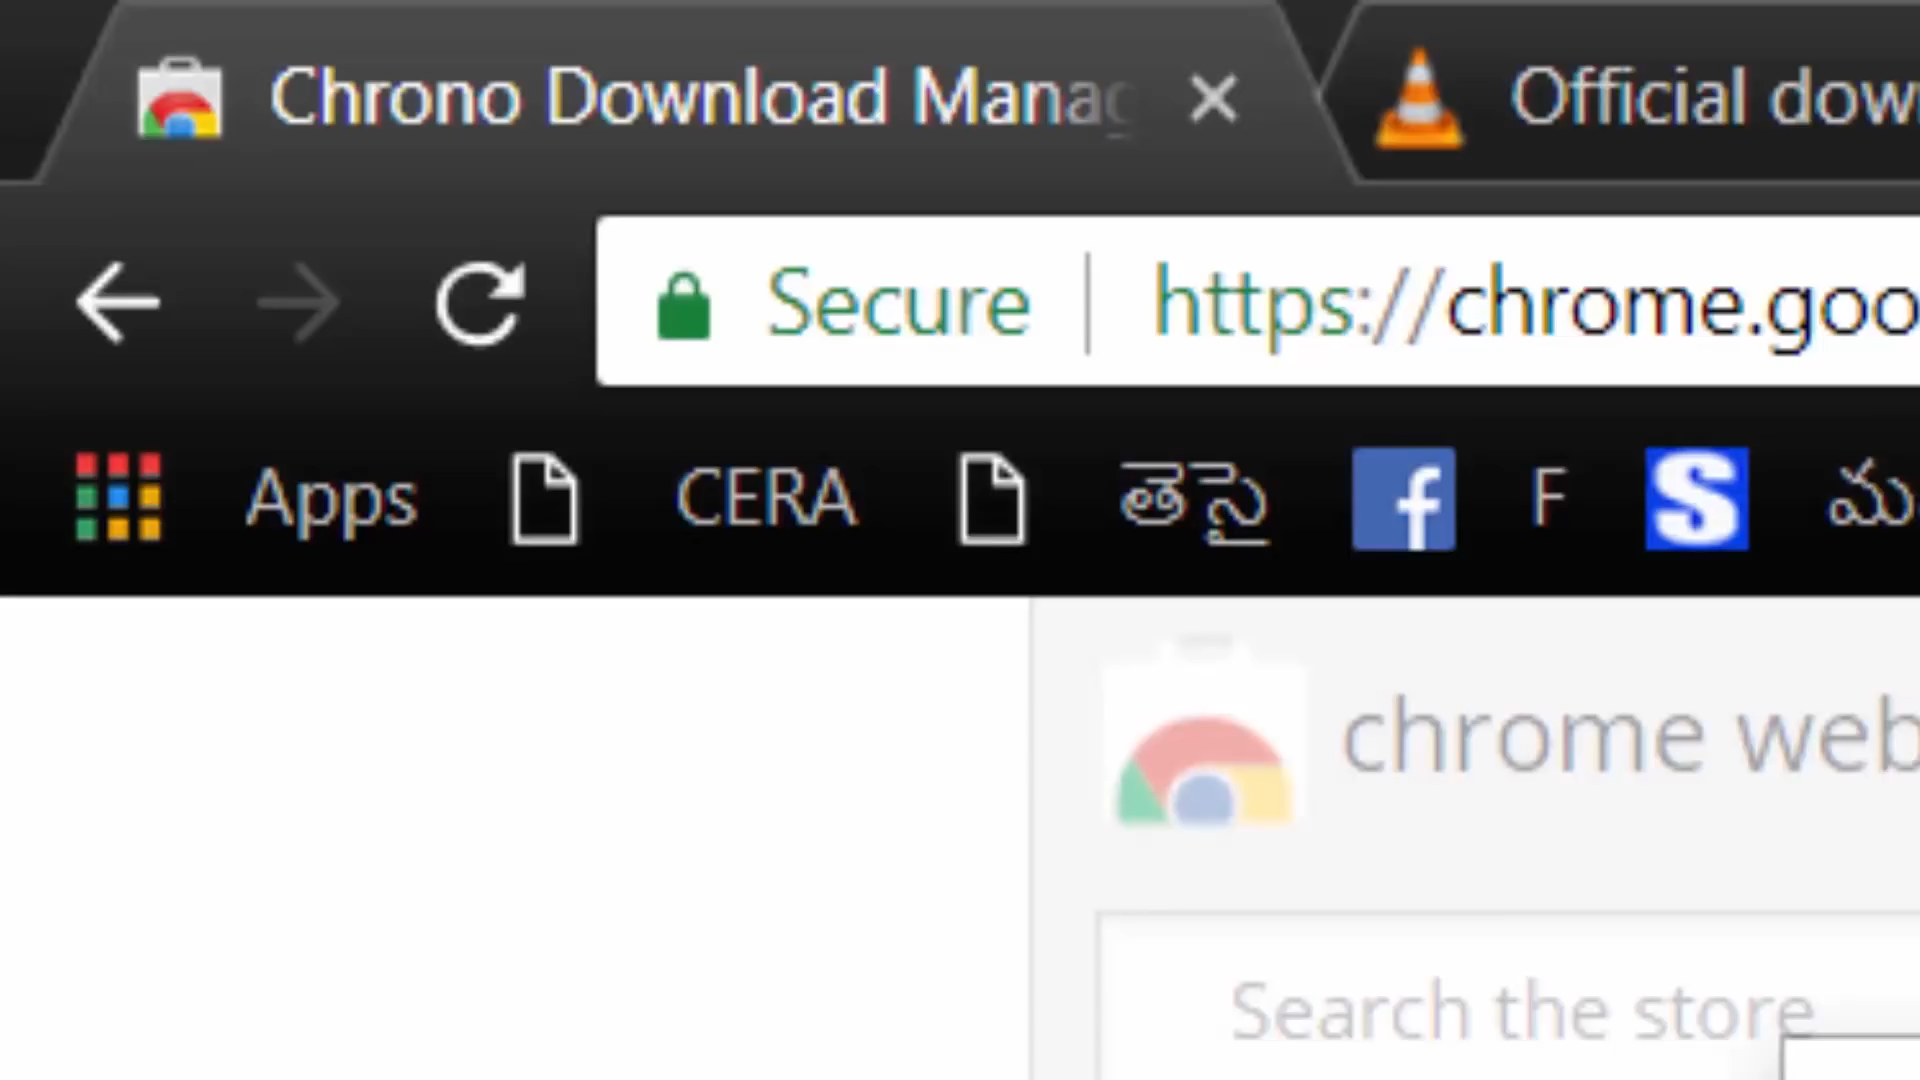 Chrono Download Manag
Official dow
Secure
https://chrome.goo
Apps
CERA
తెసై
F
మ
chrome web
Search the store